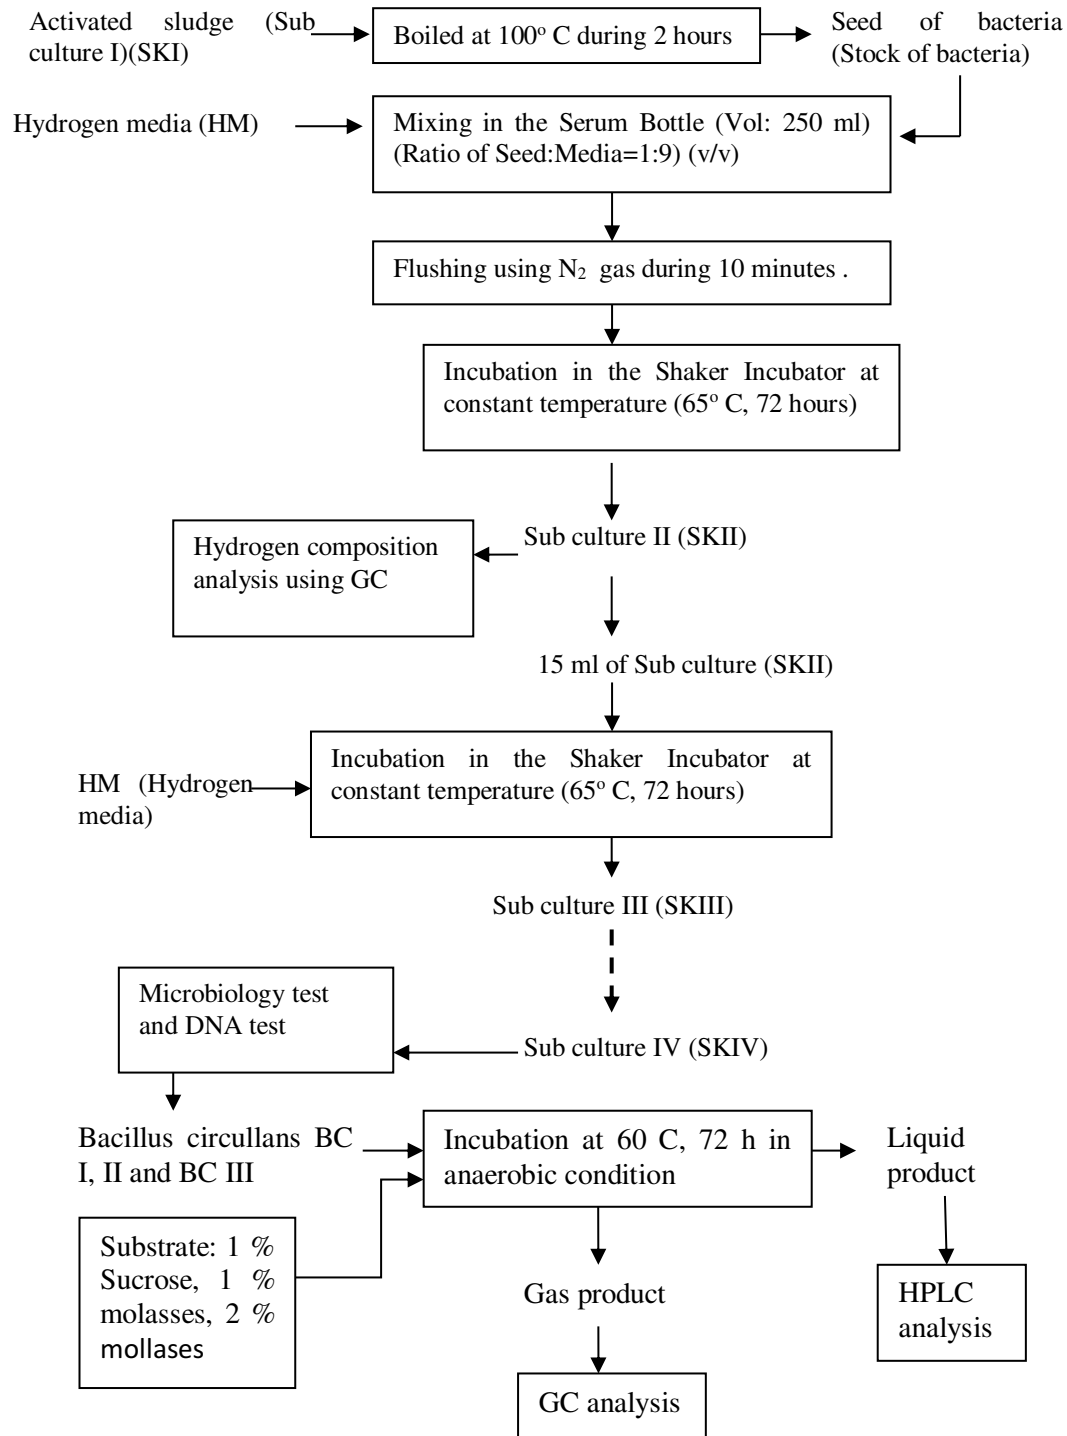 Activated sludge (Sub
culture I)(SKI)
Boiled at 100º C during 2 hours
Seed of bacteria
(Stock of bacteria)
Hydrogen media (HM)
Mixing in the Serum Bottle (Vol: 250 ml)
(Ratio of Seed:Media=1:9) (v/v)
Flushing using N₂ gas during 10 minutes .
Incubation in the Shaker Incubator at
constant temperature (65º C, 72 hours)
Sub culture II (SKII)
Hydrogen composition
analysis using GC
15 ml of Sub culture (SKII)
HM (Hydrogen
media)
Incubation in the Shaker Incubator at
constant temperature (65º C, 72 hours)
Sub culture III (SKIII)
Microbiology test
and DNA test
Sub culture IV (SKIV)
Bacillus circullans BC
I, II and BC III
Incubation at 60 C, 72 h in
anaerobic condition
Liquid
product
Substrate: 1 %
Sucrose, 1 %
molasses, 2 %
mollases
Gas product
HPLC
analysis
GC analysis